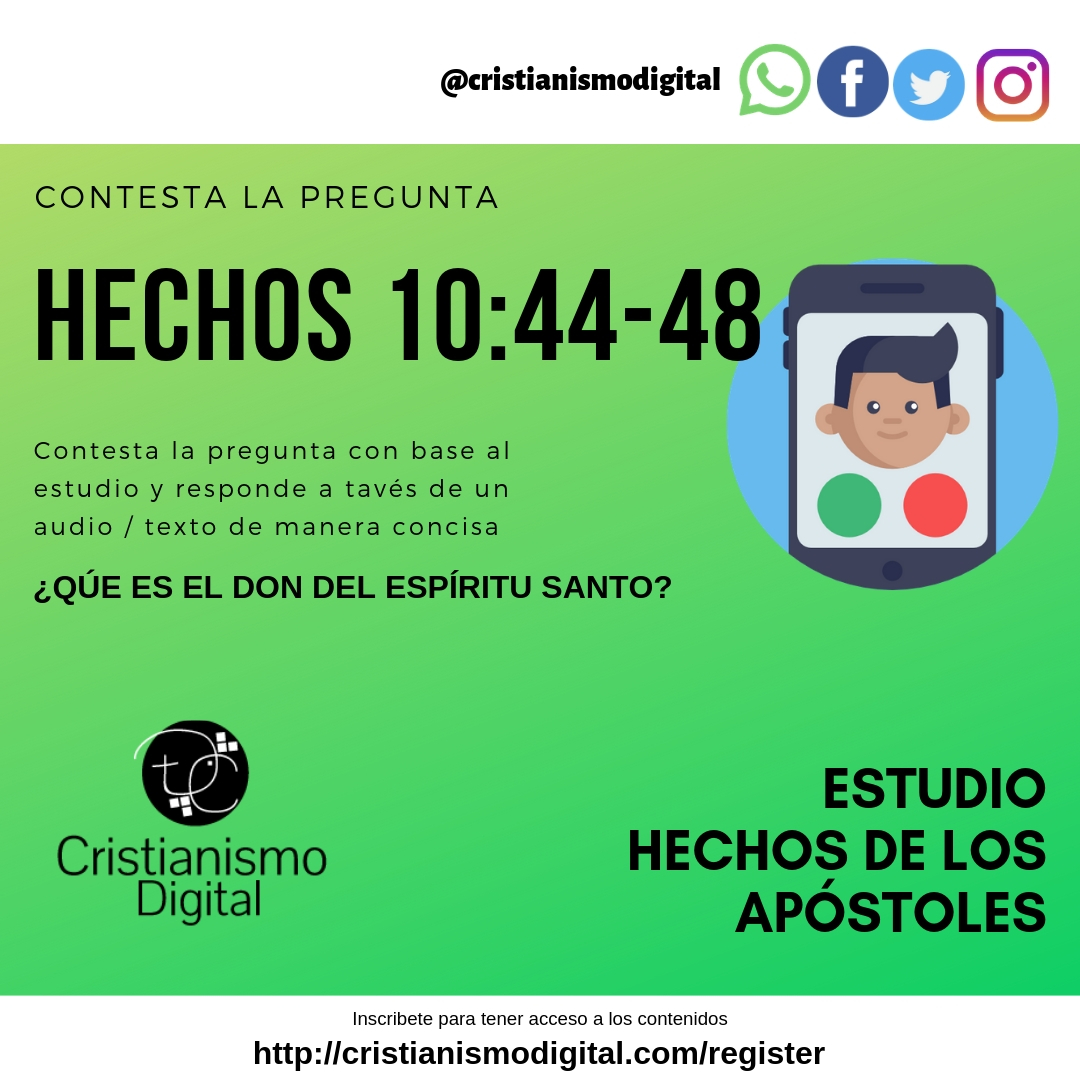 @cristianismodigital
CONTESTA LA PREGUNTA
HECHOS 10:44-48
Contesta la pregunta con base al
estudio y responde a tavés de un
audio / texto de manera concisa
¿QÚE ES EL DON DEL ESPÍRITU SANTO?
Cristianismo
Digital
ESTUDIO
HECHOS DE LOS
APÓSTOLES
Inscribete para tener acceso a los contenidos
http://cristianismodigital.com/register